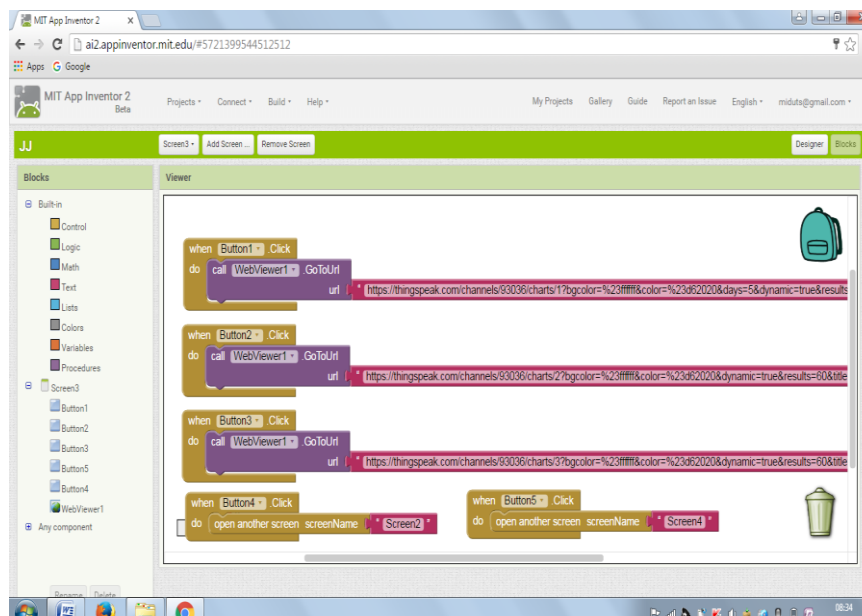 MIT App Inventor 2 x
ai2.appinventor.mit.edu/#5721399544512512
Apps G Google
MIT App Inventor 2
Beta
Projects Connect Build Help My Projects Gallery Guide Report an Issue English miduts@gmail.com
JJ Screen3 Add Screen ... Remove Screen Designer Blocks
Blocks Viewer
Built-in
Control
Logic
Math
Text
Lists
Colors
Variables
Procedures
Screen3
Button1
Button2
Button3
Button5
Button4
WebViewer1
Any component
Rename Delete
when Button1 .Click
do call WebViewer1 .GoToUrl
url " https://thingspeak.com/channels/93036/charts/1?bgcolor=%23ffffff&color=%23d62020&days=5&dynamic=true&results
when Button2 .Click
do call WebViewer1 .GoToUrl
url " https://thingspeak.com/channels/93036/charts/2?bgcolor=%23ffffff&color=%23d62020&dynamic=true&results=60&title
when Button3 .Click
do call WebViewer1 .GoToUrl
url " https://thingspeak.com/channels/93036/charts/3?bgcolor=%23ffffff&color=%23d62020&dynamic=true&results=60&title
when Button4 .Click
do open another screen screenName " Screen2 "
when Button5 .Click
do open another screen screenName " Screen4 "
08:34